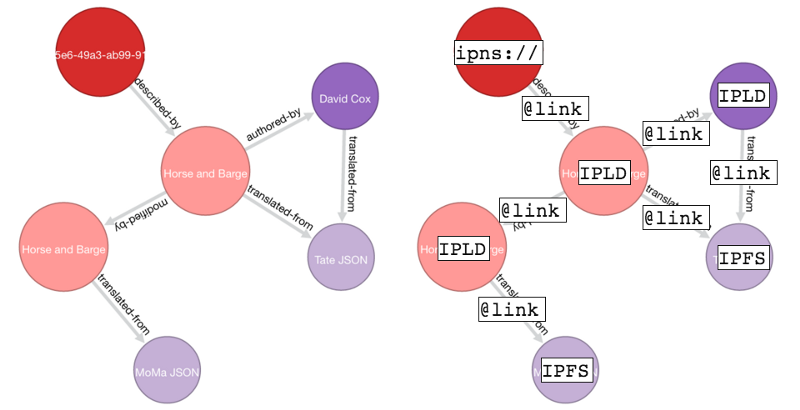 5e6-49a3-ab99-91
described-by
David Cox
authored-by
Horse and Barge
translated-from
translated-from
modified-by
Horse and Barge
Tate JSON
translated-from
MoMa JSON
ipns://
@link
IPLD
@link
IPLD
@link
@link
@link
IPLD
IPFS
@link
IPFS